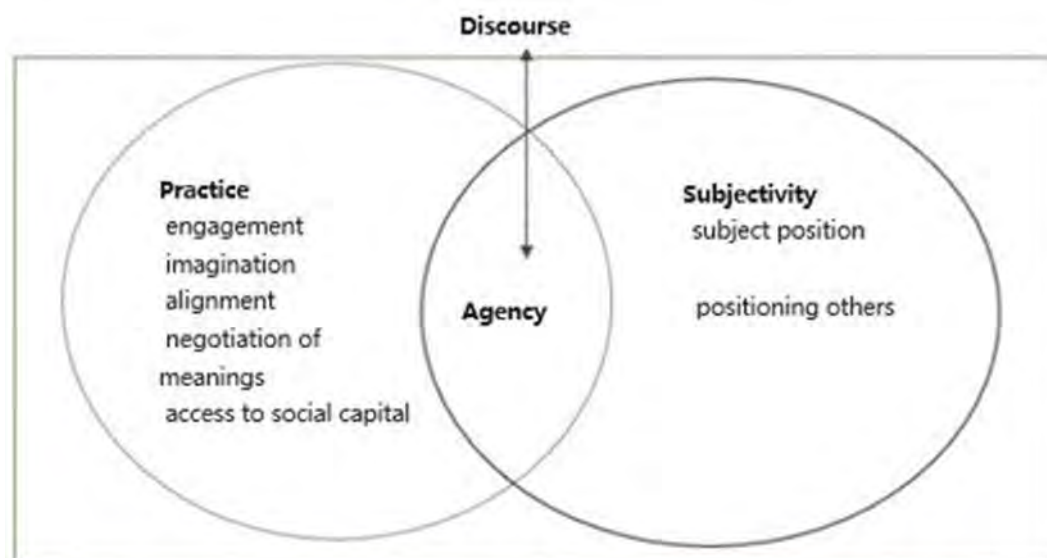 Discourse
Practice
engagement
imagination
alignment
negotiation of
meanings
access to social capital
Agency
Subjectivity
subject position
positioning others